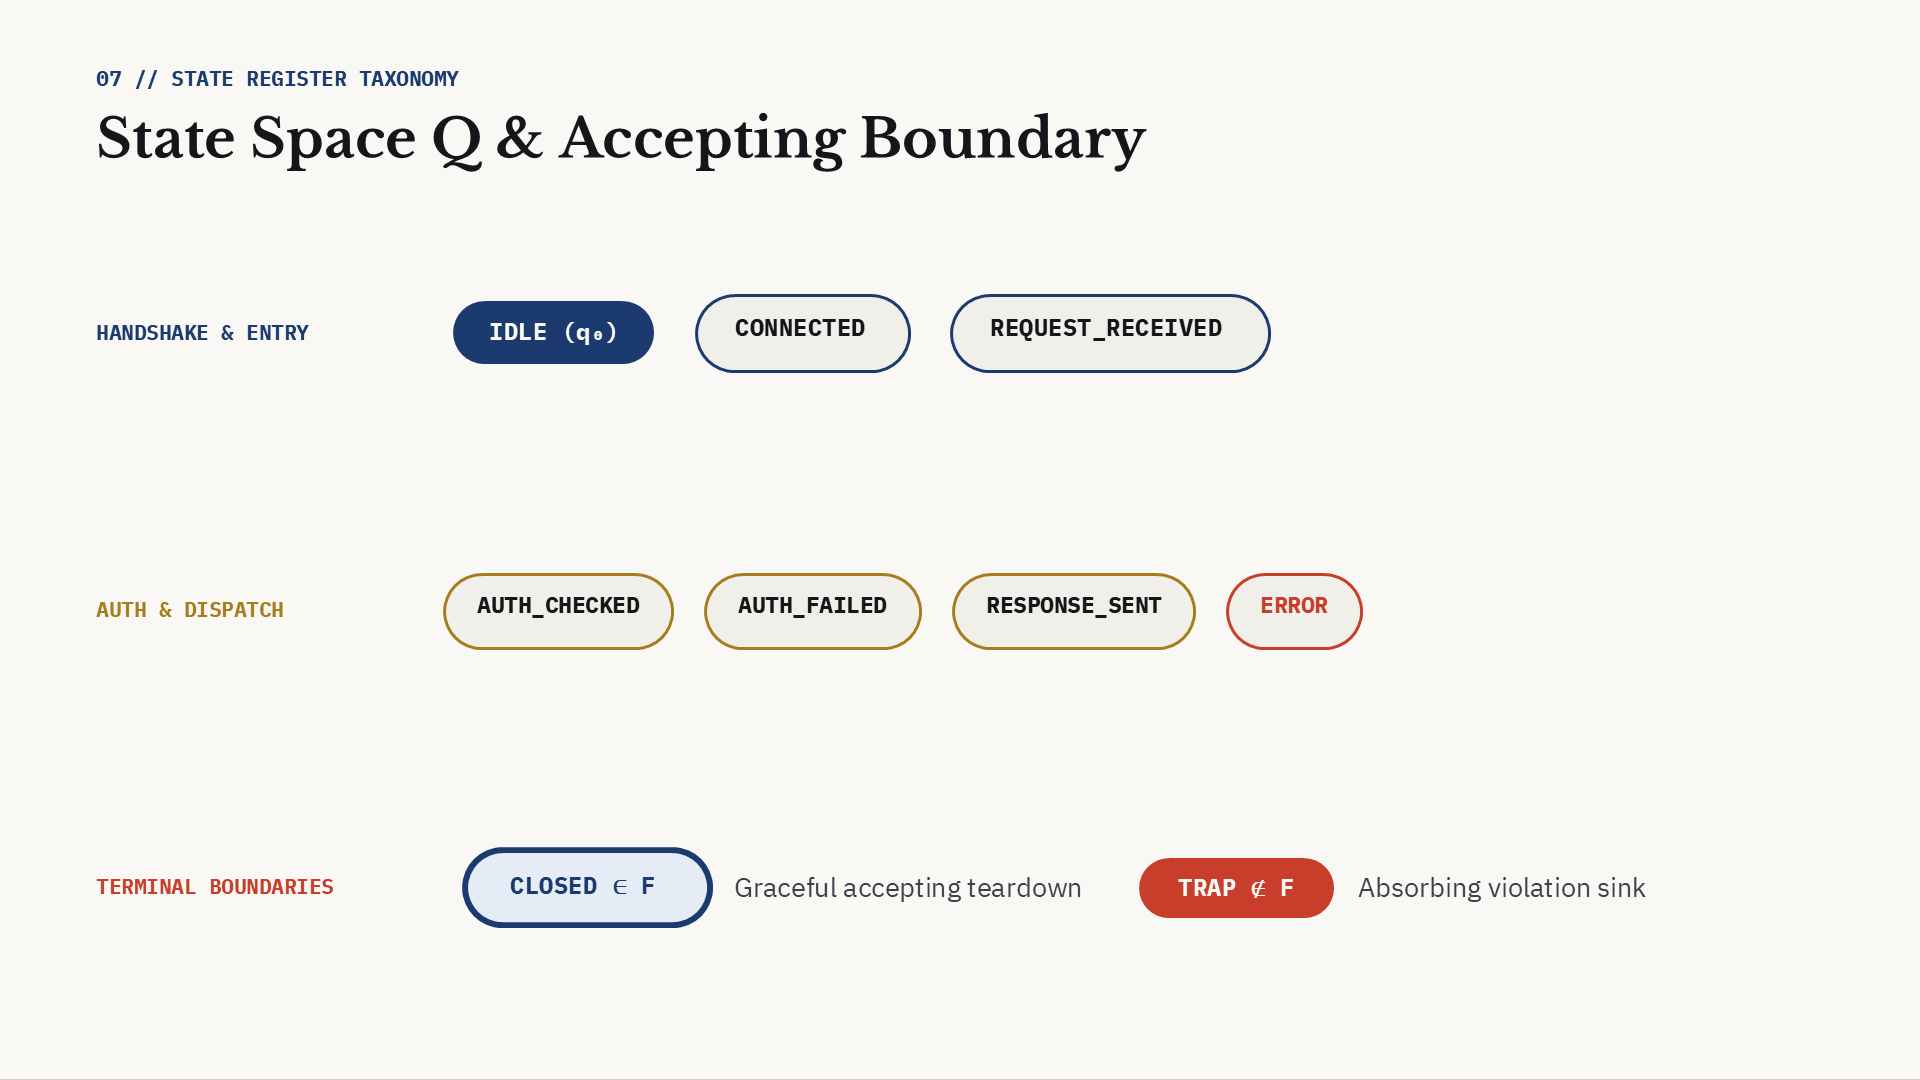 07 // STATE REGISTER TAXONOMY
State Space Q & Accepting Boundary
HANDSHAKE & ENTRY
IDLE (q₀)
CONNECTED
REQUEST_RECEIVED
AUTH & DISPATCH
AUTH_CHECKED
AUTH_FAILED
RESPONSE_SENT
ERROR
TERMINAL BOUNDARIES
CLOSED ∈ F
Graceful accepting teardown
TRAP ∉ F
Absorbing violation sink